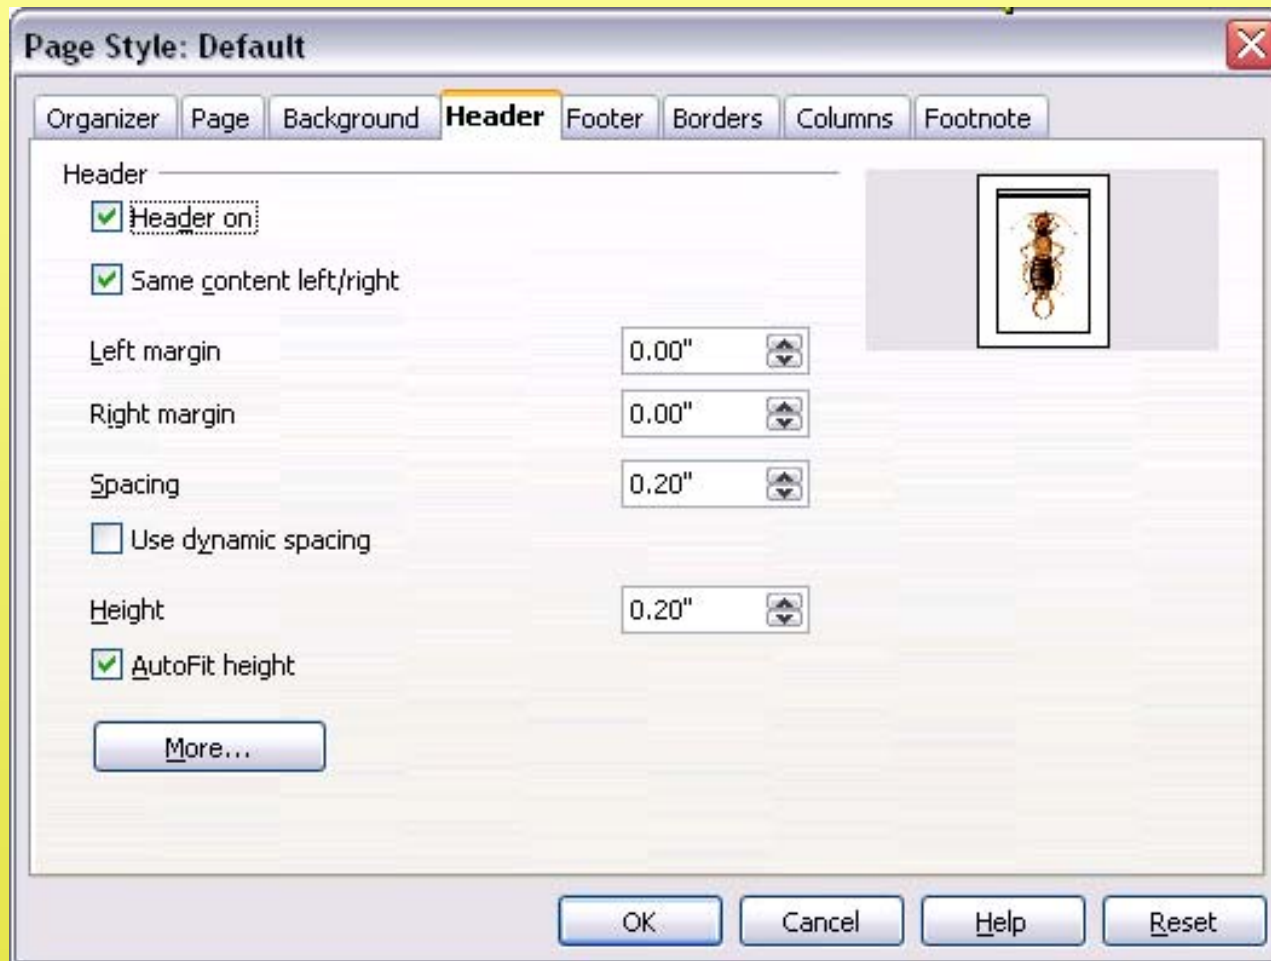 Page Style: Default
Organizer Page Background Header Footer Borders Columns Footnote
Header
Header on
Same content left/right
Left margin 0.00"
Right margin 0.00"
Spacing 0.20"
Use dynamic spacing
Height 0.20"
AutoFit height
More...
OK Cancel Help Reset